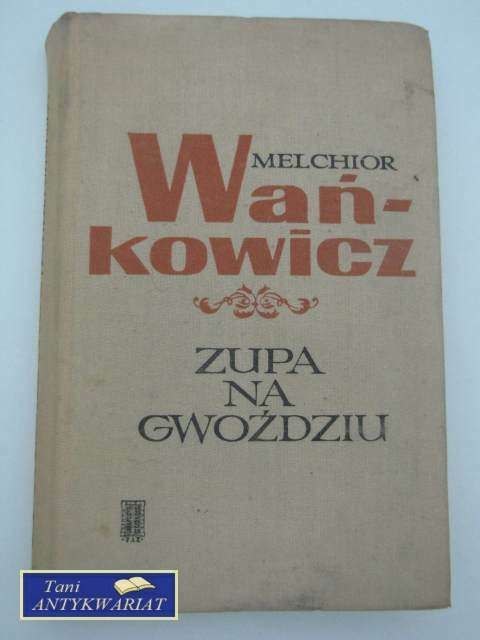 MELCHIOR
Wań-
kowicz
ZUPA
NA
GWOŹDZIU
Tani
ANTYKWARIAT